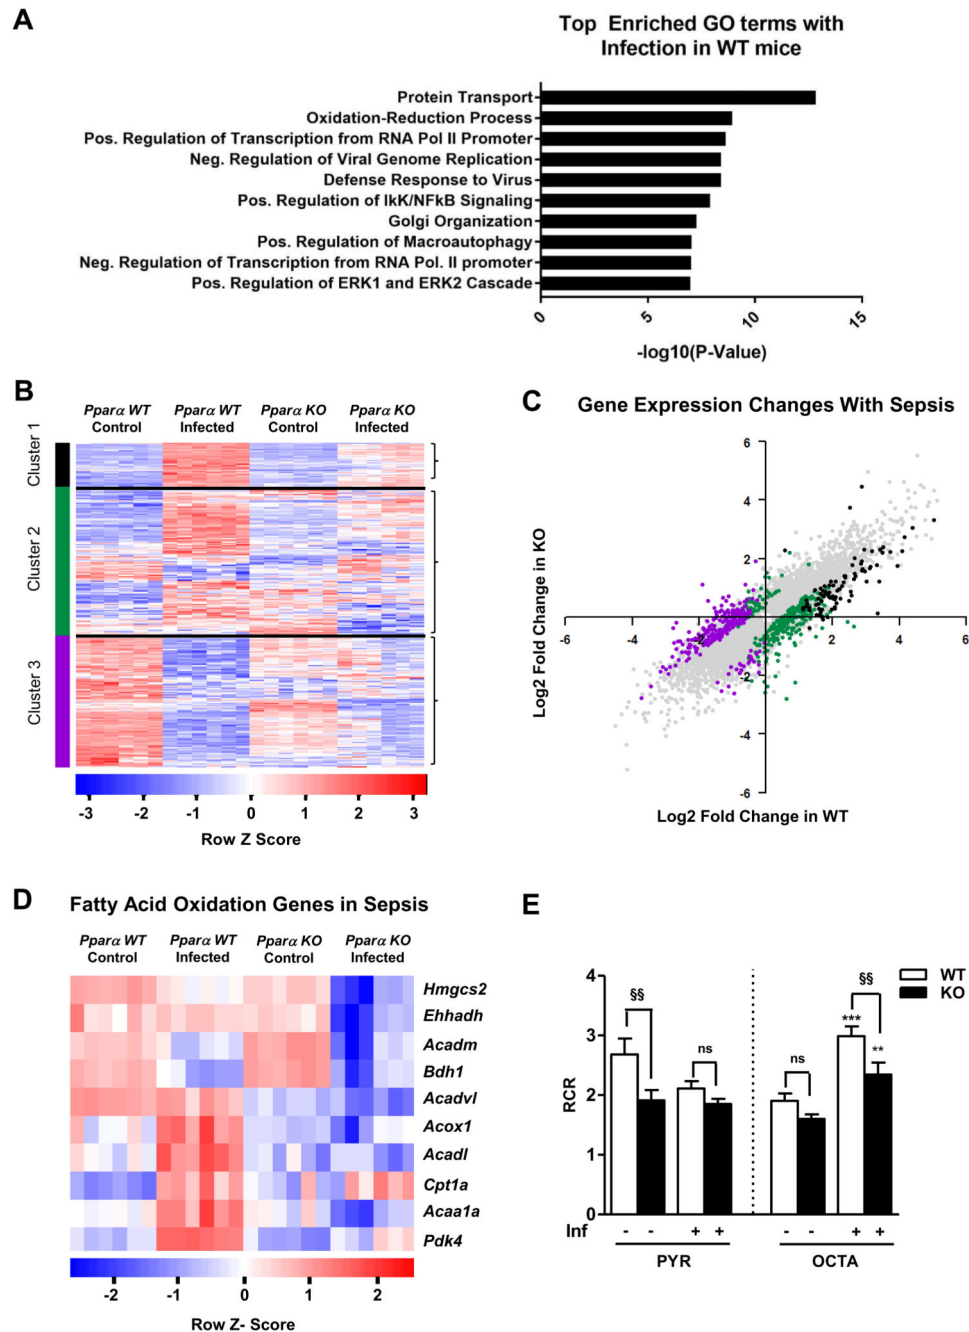 A
Top Enriched GO terms with
Infection in WT mice
Protein Transport
Oxidation-Reduction Process
Pos. Regulation of Transcription from RNA Pol II Promoter
Neg. Regulation of Viral Genome Replication
Defense Response to Virus
Pos. Regulation of IkK/NFkB Signaling
Golgi Organization
Pos. Regulation of Macroautophagy
Neg. Regulation of Transcription from RNA Pol. II promoter
Pos. Regulation of ERK1 and ERK2 Cascade
0 5 10 15
-log10(P-Value)
B
Pparα WT Pparα WT Pparα KO Pparα KO
Control Infected Control Infected
Cluster 1
Cluster 2
Cluster 3
-3 -2 -1 0 1 2 3
Row Z Score
C
Gene Expression Changes With Sepsis
Log2 Fold Change in KO
6
4
2
-6 -4 -2 2 4 6
-2
-4
-6
Log2 Fold Change in WT
D
Fatty Acid Oxidation Genes in Sepsis
Pparα WT Pparα WT Pparα KO Pparα KO
Control Infected Control Infected
Hmgcs2
Ehhadh
Acadm
Bdh1
Acadvl
Acox1
Acadl
Cpt1a
Acaa1a
Pdk4
-2 -1 0 1 2
Row Z- Score
E
WT
KO
RCR
4
3
2
1
0
§§ ns ns §§
*** **
Inf - - + + - - + +
PYR OCTA